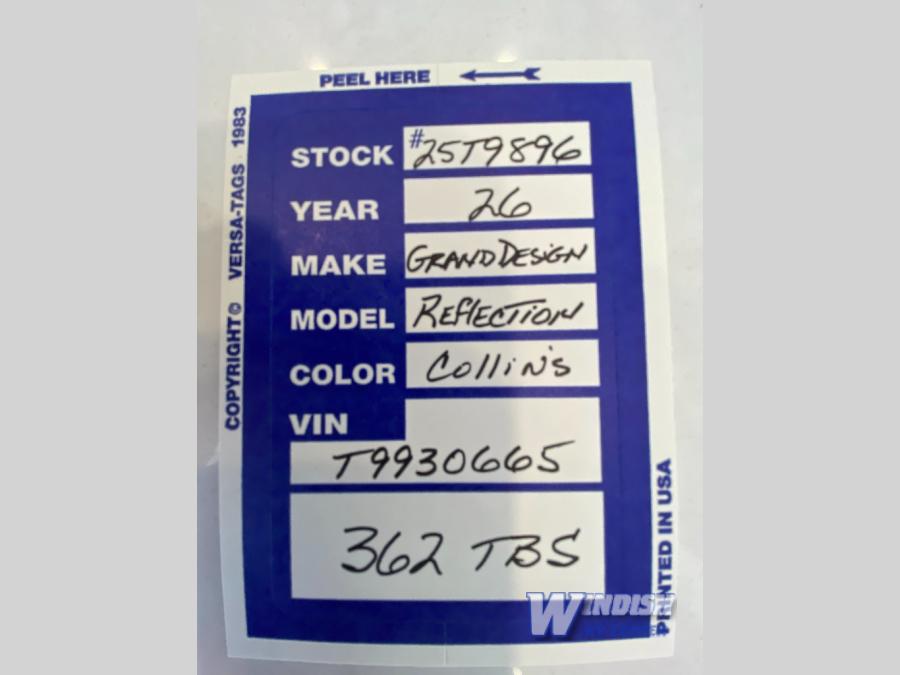 PEEL HERE
COPYRIGHT © VERSA-TAGS 1983
STOCK #25T9896
YEAR 26
MAKE GRAND DESIGN
MODEL REFLECTION
COLOR Collin's
VIN
T9930665
362 TBS
PRINTED IN USA
WINDISH